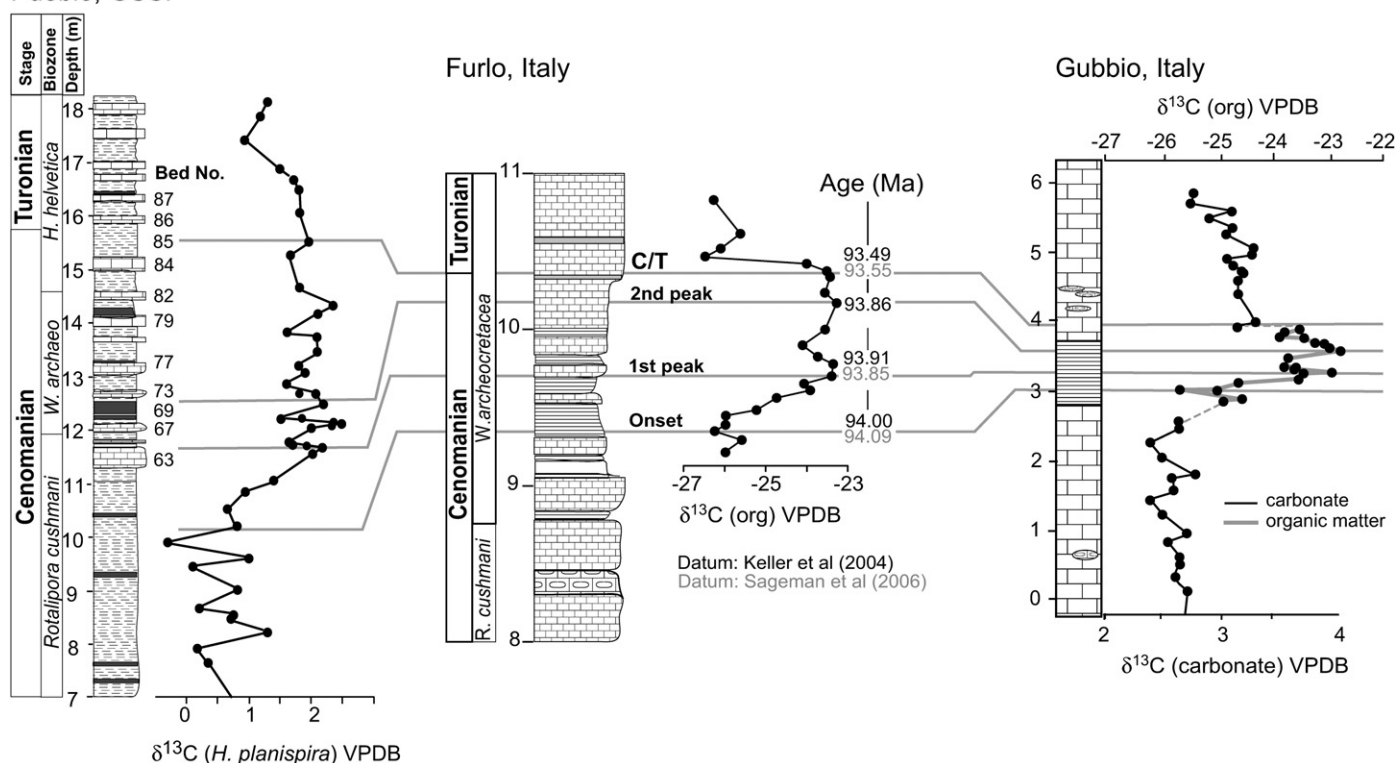 Furlo, Italy
Gubbio, Italy
Stage
Biozone
Depth (m)
Turonian
Cenomanian
H. helvetica
W. archaeo
Rotalipora cushmani
18
17
16
15
14
13
12
11
10
9
8
7
Bed No.
87
86
85
84
82
79
77
73
69
67
63
0 1 2
δ13C (H. planispira) VPDB
Turonian
Cenomanian
W.archeocretacea
R. cushmani
11
10
9
8
C/T
2nd peak
1st peak
Onset
Age (Ma)
93.49
93.55
93.86
93.91
93.85
94.00
94.09
-27 -25 -23
δ13C (org) VPDB
Datum: Keller et al (2004)
Datum: Sageman et al (2006)
δ13C (org) VPDB
-27 -26 -25 -24 -23 -22
6
5
4
3
2
1
0
carbonate
organic matter
2 3 4
δ13C (carbonate) VPDB